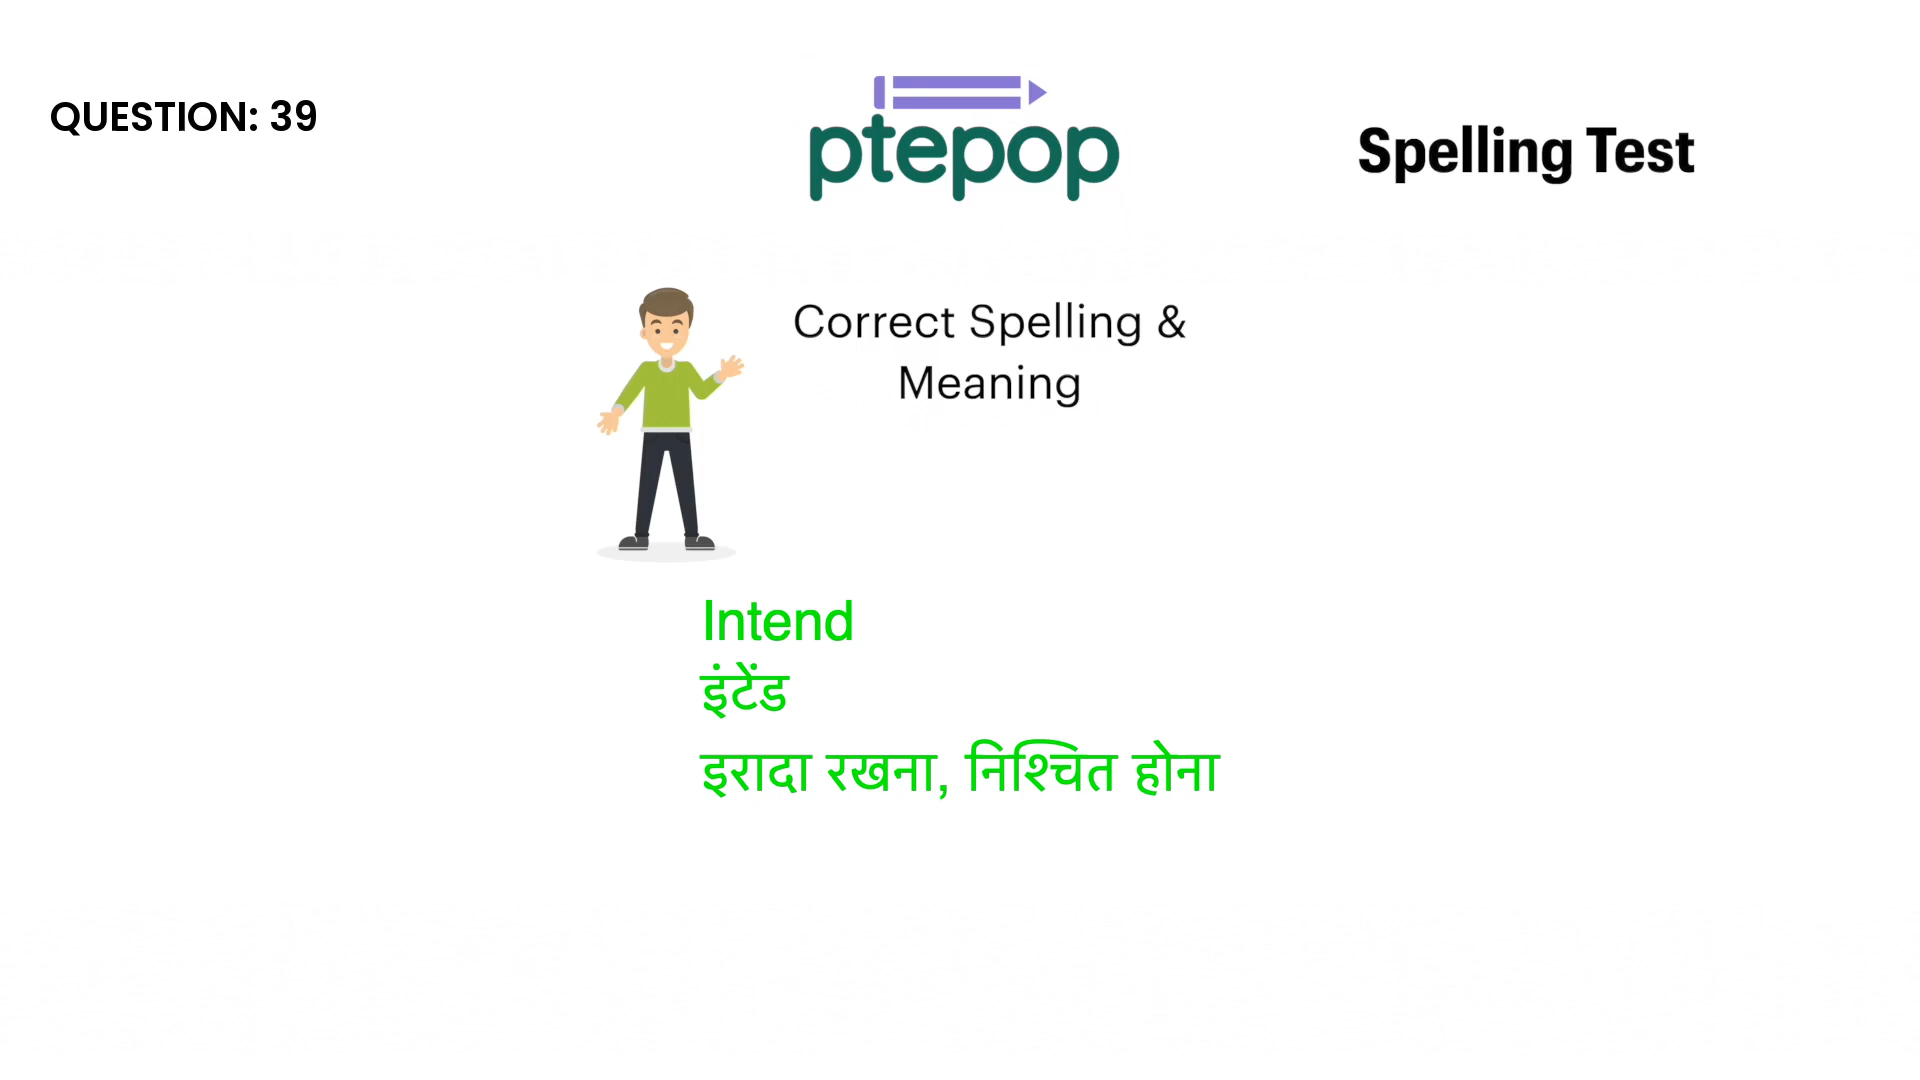 QUESTION: 39
ptepop
Spelling Test
Correct Spelling &
Meaning
Intend
इंटेंड
इरादा रखना, निश्चित होना